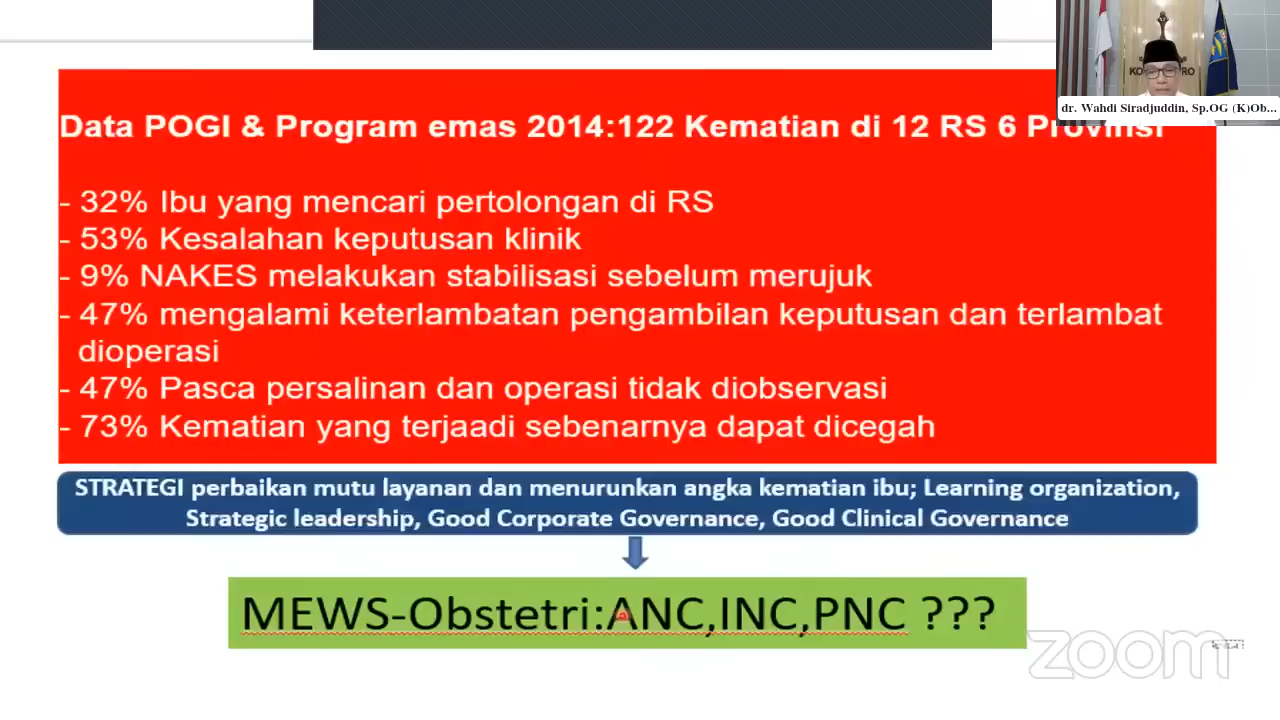 Data POGI & Program emas 2014:122 Kematian di 12 RS 6 Provinsi
- 32% Ibu yang mencari pertolongan di RS
- 53% Kesalahan keputusan klinik
- 9% NAKES melakukan stabilisasi sebelum merujuk
- 47% mengalami keterlambatan pengambilan keputusan dan terlambat
dioperasi
- 47% Pasca persalinan dan operasi tidak diobservasi
- 73% Kematian yang terjaadi sebenarnya dapat dicegah
STRATEGI perbaikan mutu layanan dan menurunkan angka kematian ibu; Learning organization,
Strategic leadership, Good Corporate Governance, Good Clinical Governance
MEWS-Obstetri:ANC,INC,PNC ???
dr. Wahdi Siradjuddin, Sp.OG (K)Ob...
zoom